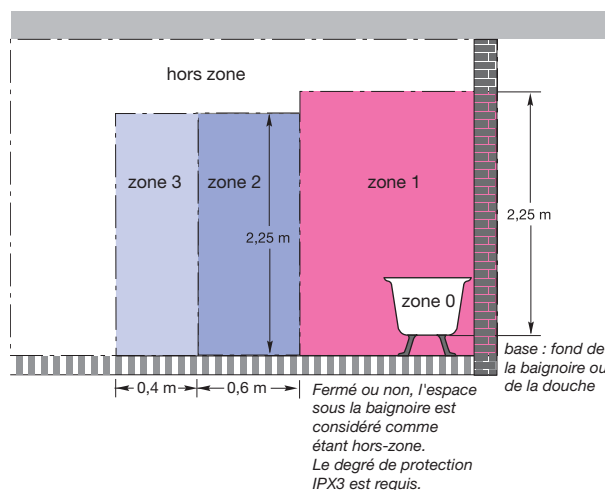 hors zone
zone 3
zone 2
zone 1
2,25 m
2,25 m
zone 0
0,4 m
0,6 m
base : fond de
la baignoire ou
de la douche
Fermé ou non, l'espace
sous la baignoire est
considéré comme
étant hors-zone.
Le degré de protection
IPX3 est requis.